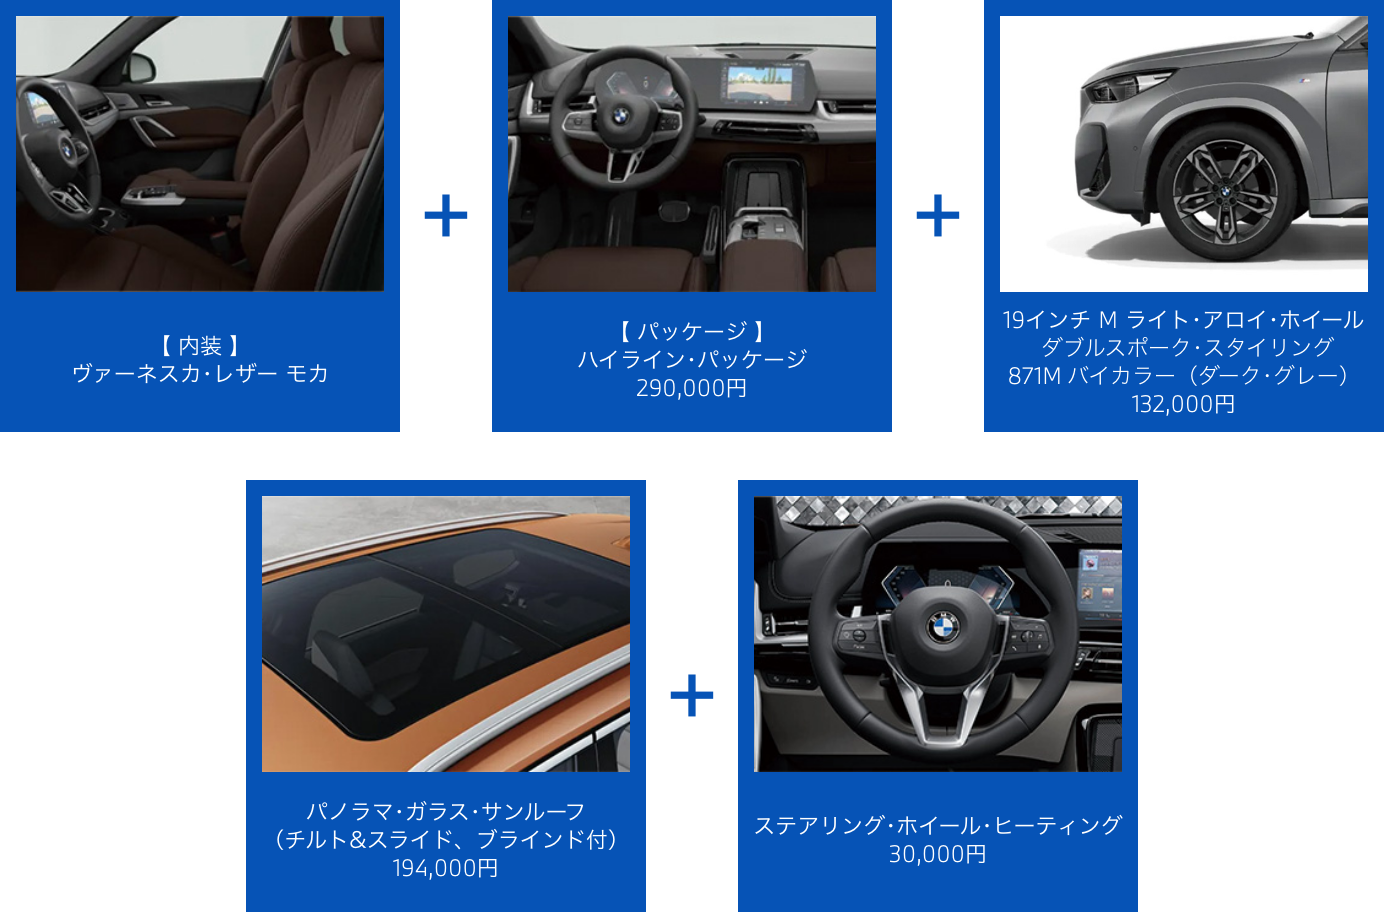 【 内装 】
ヴァーネスカ・レザー モカ
【 パッケージ 】
ハイライン・パッケージ
290,000円
19インチ M ライト・アロイ・ホイール
ダブルスポーク・スタイリング
871M バイカラー（ダーク・グレー）
132,000円
パノラマ・ガラス・サンルーフ
（チルト&スライド、ブラインド付）
194,000円
ステアリング・ホイール・ヒーティング
30,000円